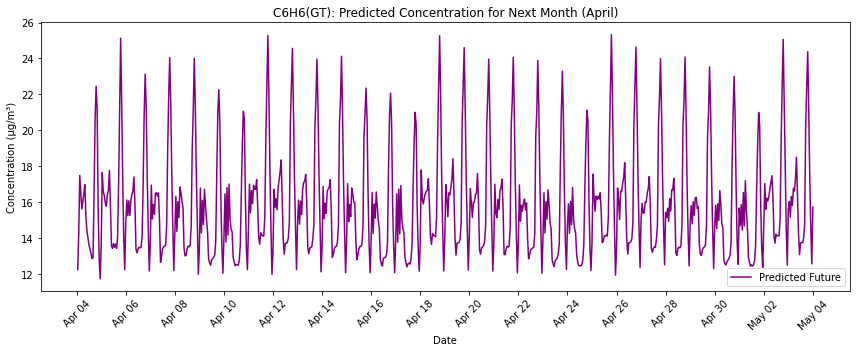 C6H6(GT): Predicted Concentration for Next Month (April)
Concentration (µg/m³)
26
24
22
20
18
16
14
12
Apr 04
Apr 06
Apr 08
Apr 10
Apr 12
Apr 14
Apr 16
Apr 18
Apr 20
Apr 22
Apr 24
Apr 26
Apr 28
Apr 30
May 02
May 04
Date
Predicted Future